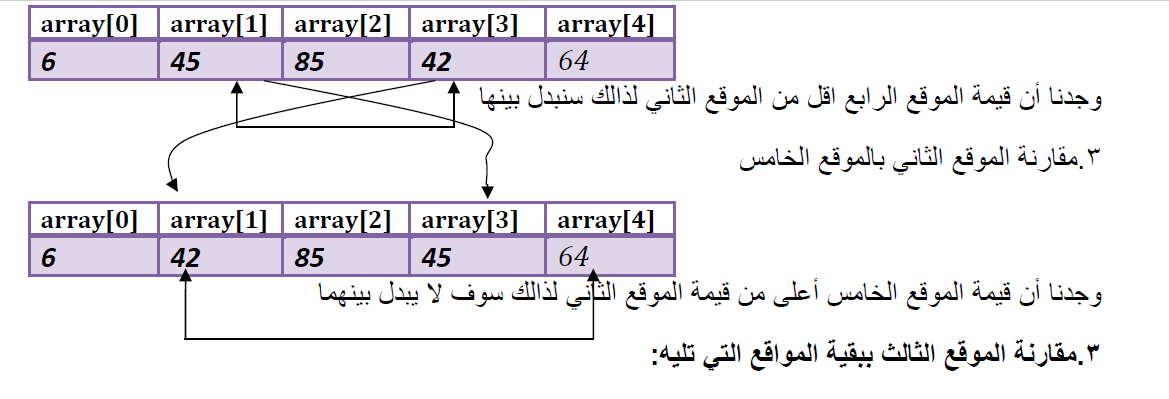 array[0] array[1] array[2] array[3] array[4]
6 45 85 42 64
وجدنا أن قيمة الموقع الرابع اقل من الموقع الثاني لذالك سنبدل بينها
٣.مقارنة الموقع الثاني بالموقع الخامس
array[0] array[1] array[2] array[3] array[4]
6 42 85 45 64
وجدنا أن قيمة الموقع الخامس أعلى من قيمة الموقع الثاني لذالك سوف لا يبدل بينهما
٣.مقارنة الموقع الثالث ببقية المواقع التي تليه: